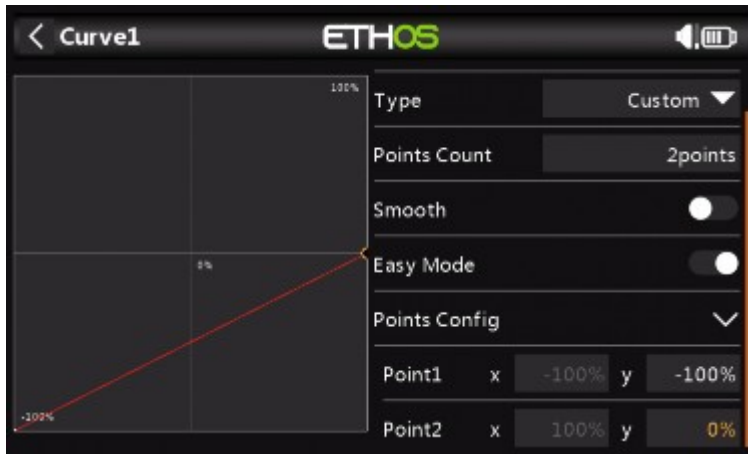 Curve1
ETHOS
100%
0%
-100%
Type Custom
Points Count 2points
Smooth
Easy Mode
Points Config
Point1 x -100% y -100%
Point2 x 100% y 0%